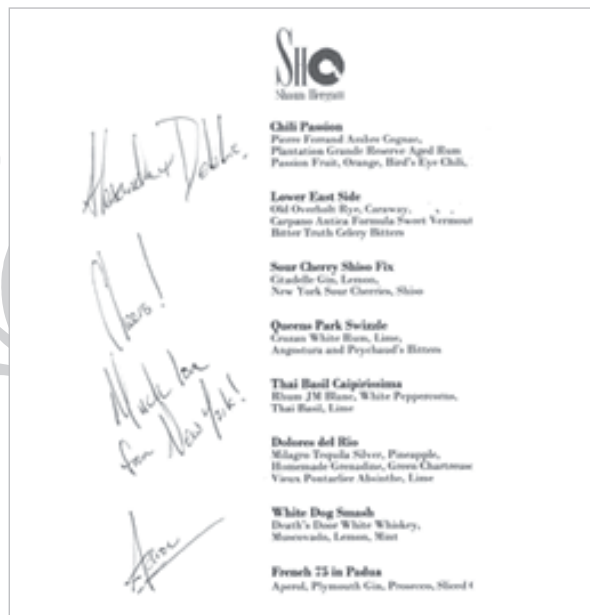 SHO
Shaun Hergatt
Alexander & Debbie,
Cheers!
Much love
from New York!
Chili Passion
Pierre Ferrand Ambre Cognac,
Plantation Grande Reserve Aged Rum
Passion Fruit, Orange, Bird's Eye Chili,
Lower East Side
Old Overholt Rye, Caraway,
Carpano Antica Formula Sweet Vermout
Bitter Truth Celery Bitters
Sour Cherry Shiso Fix
Citadelle Gin, Lemon,
New York Sour Cherries, Shiso
Queens Park Swizzle
Cruzan White Rum, Lime,
Angostura and Peychaud's Bitters
Thai Basil Caipirissima
Rhum JM Blanc, White Peppercorns,
Thai Basil, Lime
Dolores del Rio
Milagro Tequila Silver, Pineapple,
Homemade Grenadine, Green Chartreuse
Vieux Pontarlier Absinthe, Lime
White Dog Smash
Death's Door White Whiskey,
Muscovado, Lemon, Mint
French 75 in Padua
Aperol, Plymouth Gin, Prosecco, Sliced